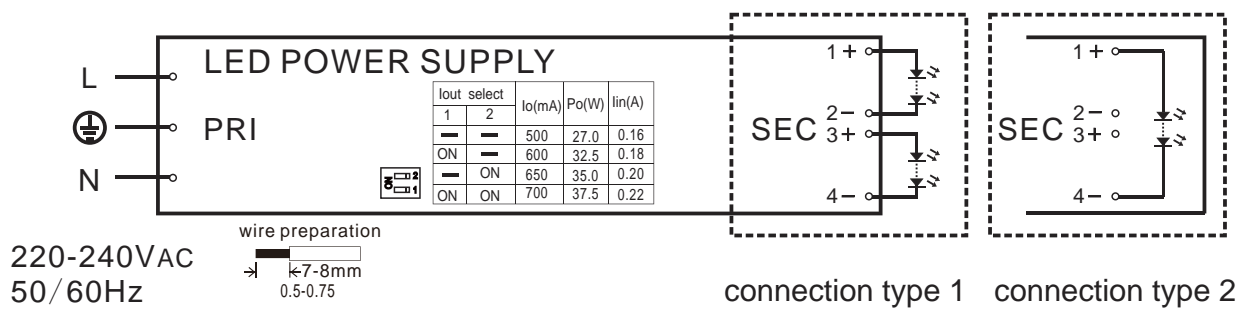 LED POWER SUPPLY
L
PRI
N
Iout select Io(mA) Po(W) Iin(A)
1 2
— — 500 27.0 0.16
ON — 600 32.5 0.18
— ON 650 35.0 0.20
ON ON 700 37.5 0.22
ON 2
1
SEC
1+
2-
3+
4-
SEC
1+
2-
3+
4-
wire preparation
7-8mm
0.5-0.75
220-240VAC
50/60Hz
connection type 1
connection type 2